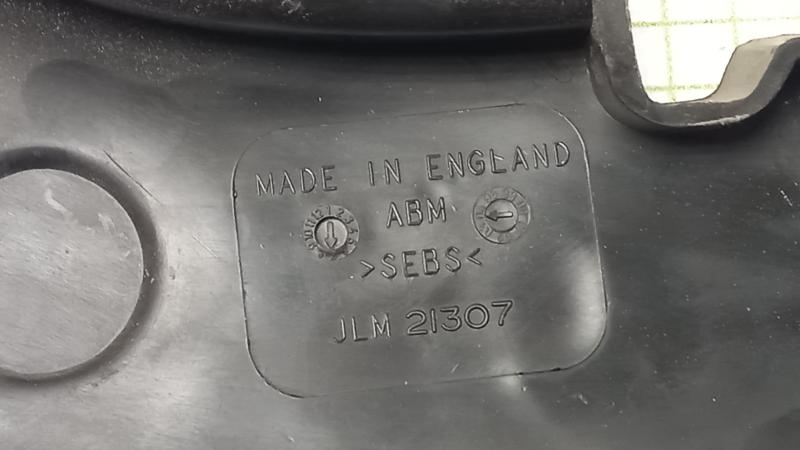 MADE IN ENGLAND
ABM
>SEBS<
JLM 21307